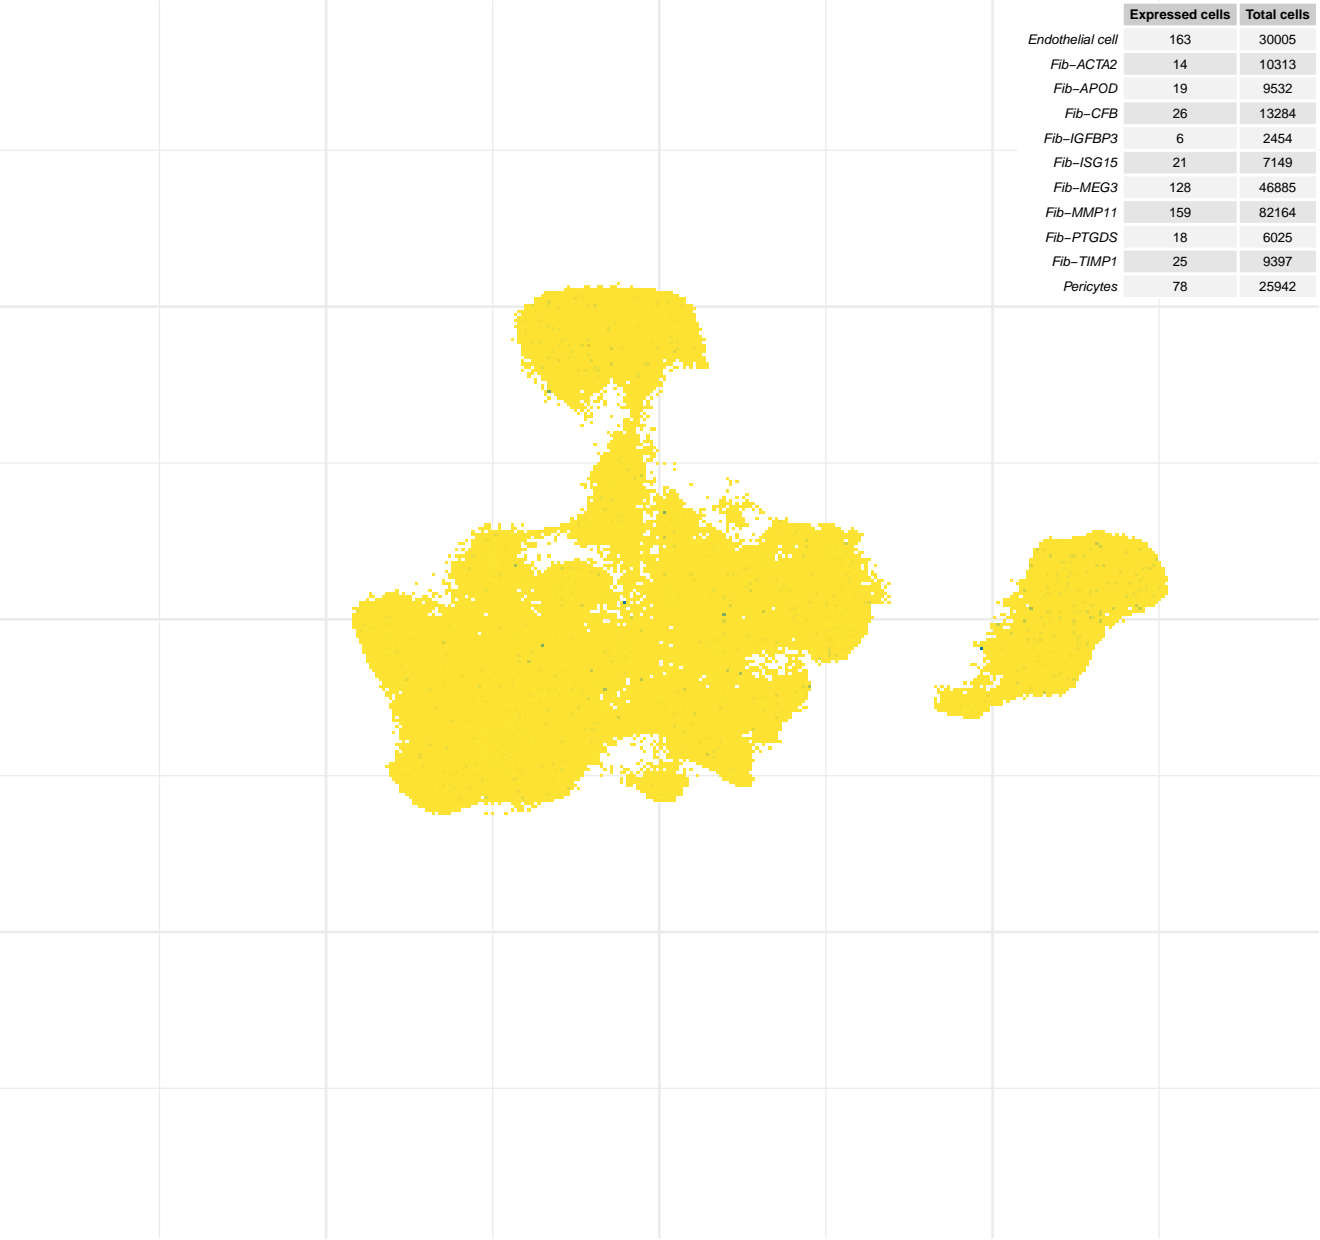 Expressed cells Total cells
Endothelial cell 163 30005
Fib−ACTA2 14 10313
Fib−APOD 19 9532
Fib−CFB 26 13284
Fib−IGFBP3 6 2454
Fib−ISG15 21 7149
Fib−MEG3 128 46885
Fib−MMP11 159 82164
Fib−PTGDS 18 6025
Fib−TIMP1 25 9397
Pericytes 78 25942